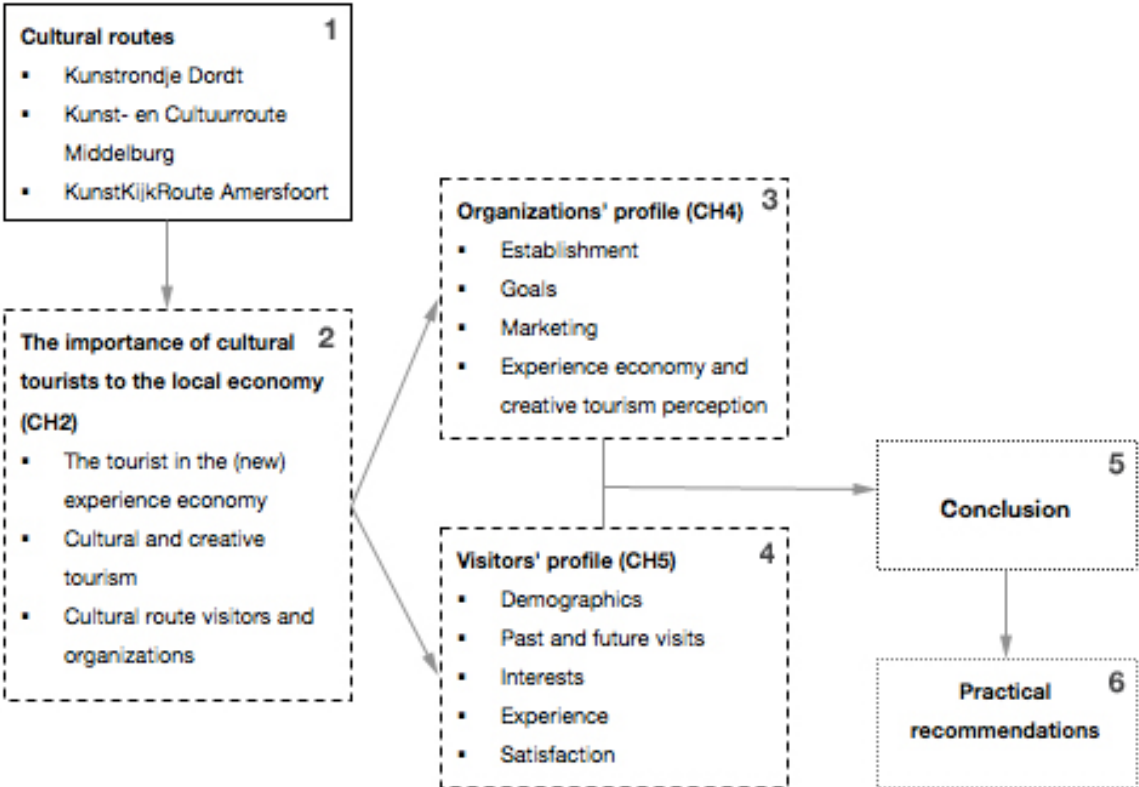 Cultural routes 1
▪ Kunstrondje Dordt
▪ Kunst- en Cultuurroute
Middelburg
▪ KunstKijkRoute Amersfoort
The importance of cultural 2
tourists to the local economy
(CH2)
▪ The tourist in the (new)
experience economy
▪ Cultural and creative
tourism
▪ Cultural route visitors and
organizations
Organizations' profile (CH4) 3
▪ Establishment
▪ Goals
▪ Marketing
▪ Experience economy and
creative tourism perception
Visitors' profile (CH5) 4
▪ Demographics
▪ Past and future visits
▪ Interests
▪ Experience
▪ Satisfaction
5
Conclusion
Practical 6
recommendations